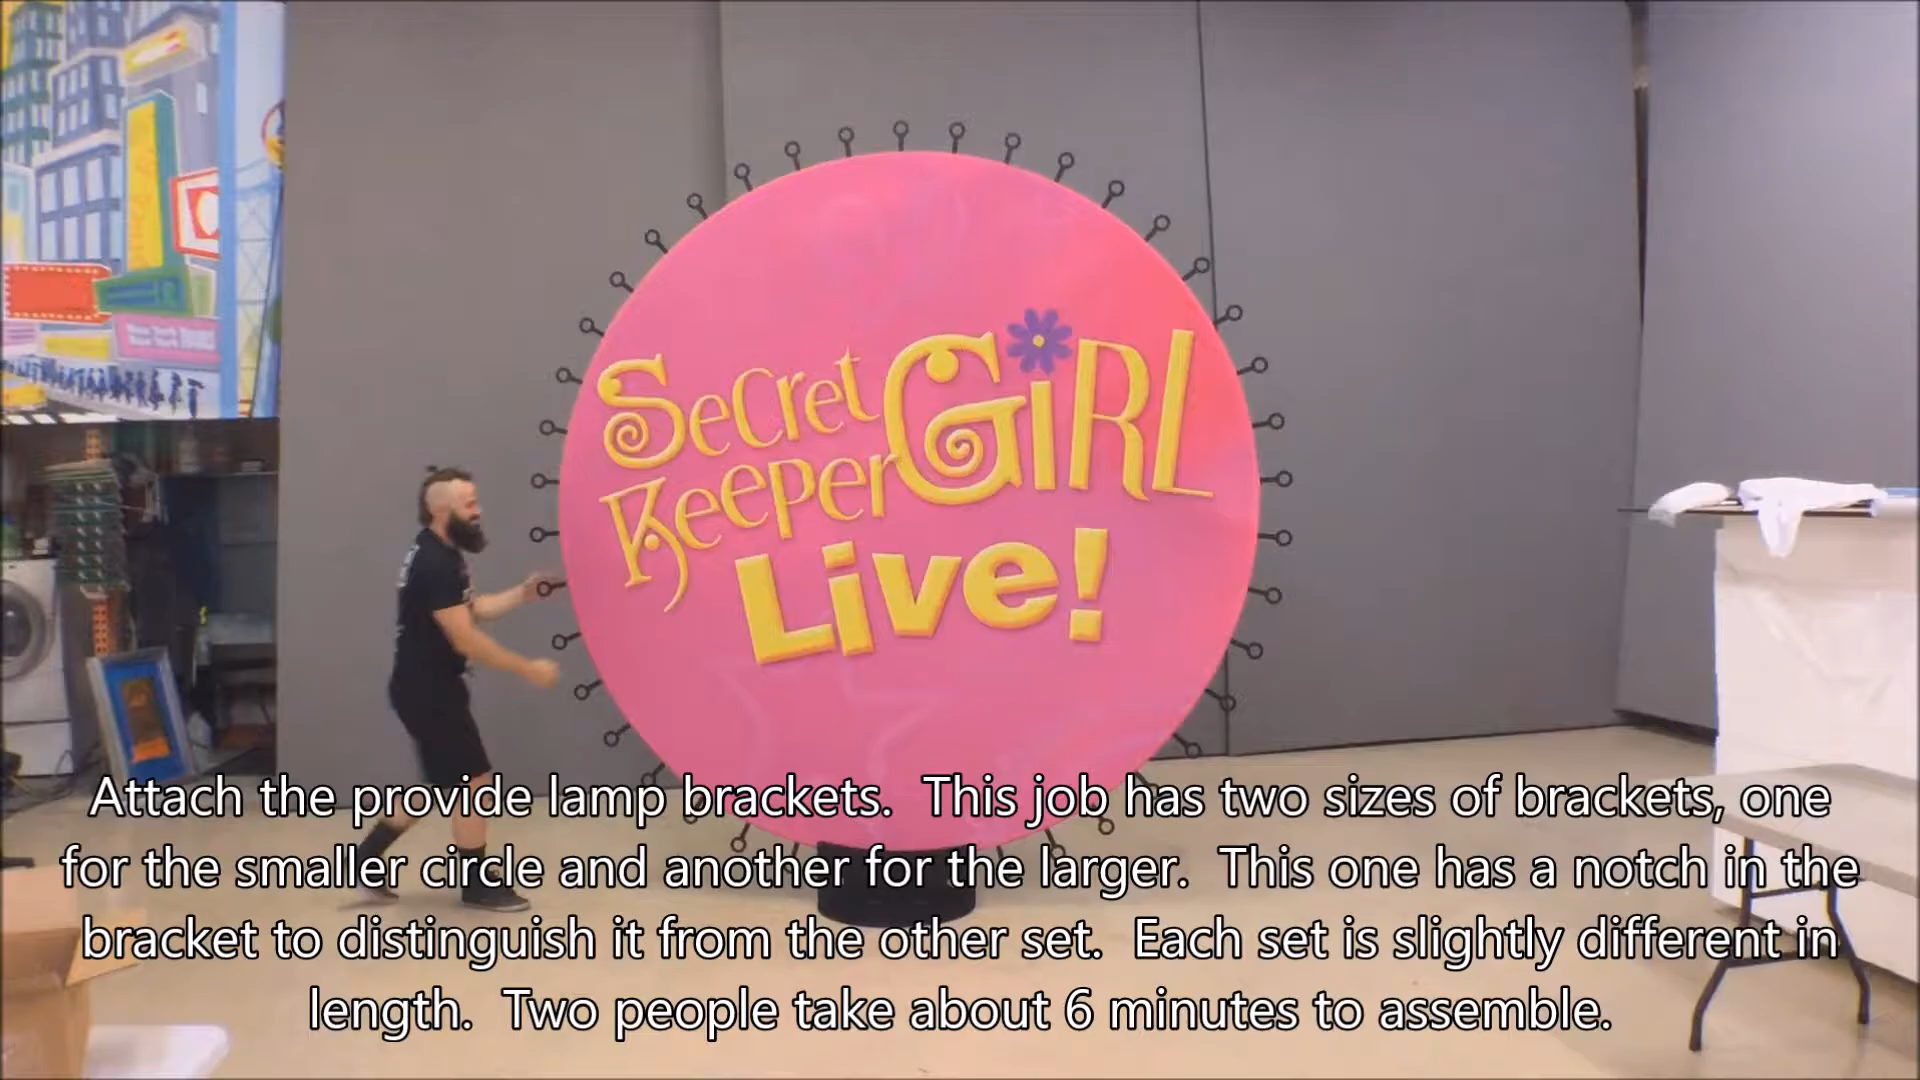 Secret
Keeper
GiRL
Live!
Attach the provide lamp brackets.  This job has two sizes of brackets, one
for the smaller circle and another for the larger.  This one has a notch in the
bracket to distinguish it from the other set.  Each set is slightly different in
length.  Two people take about 6 minutes to assemble.